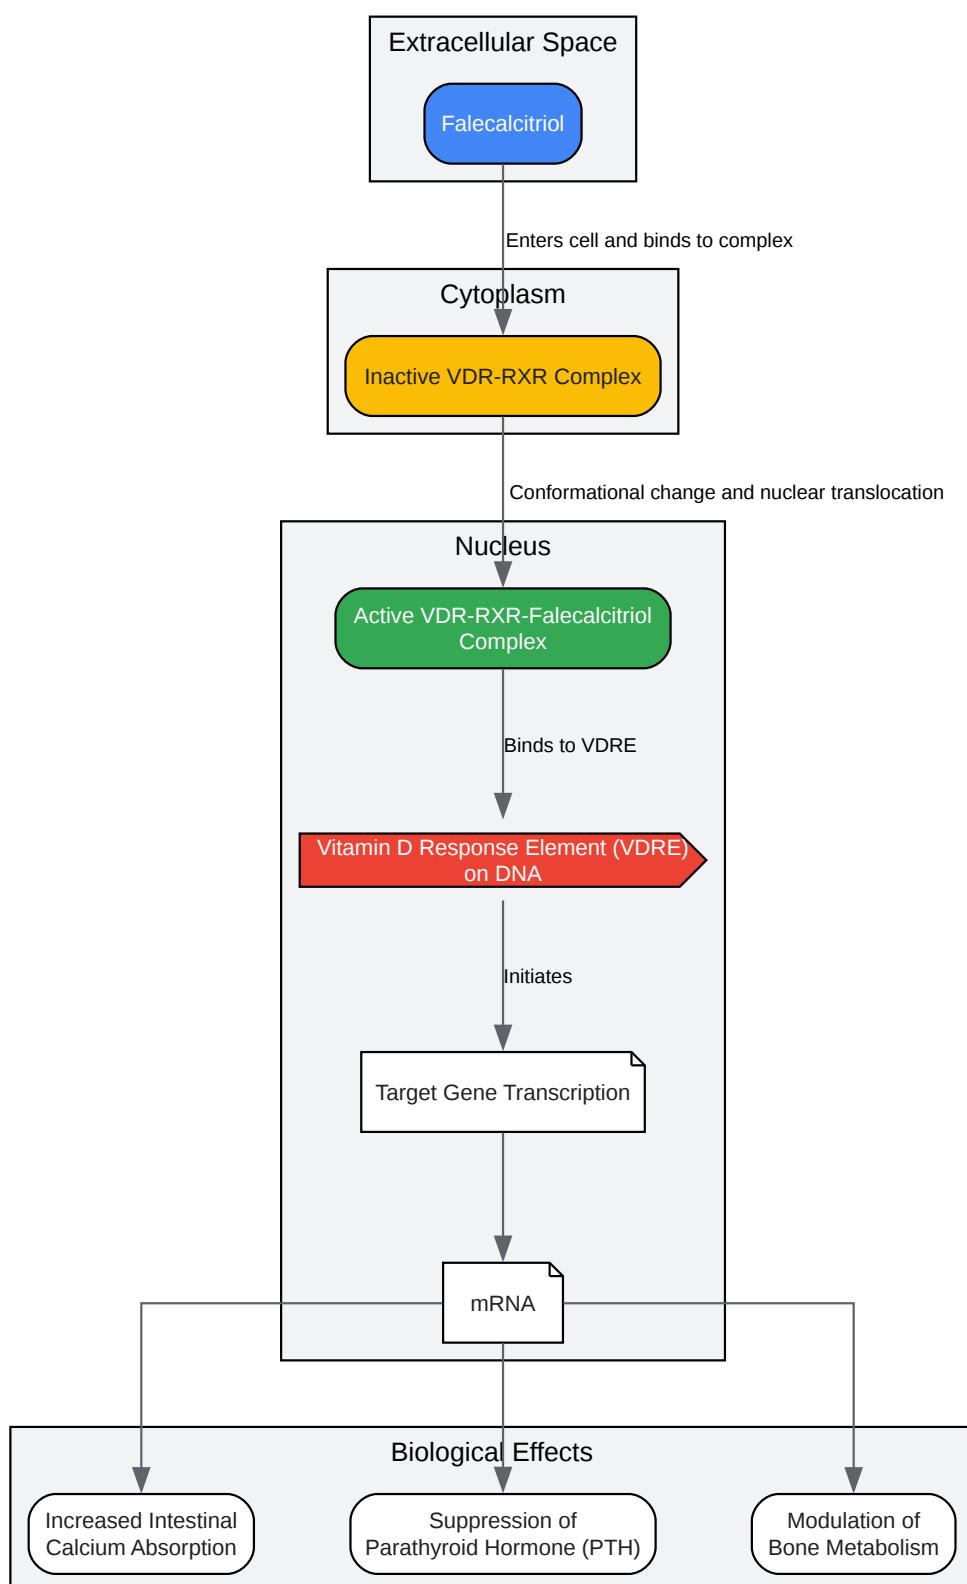 Extracellular Space
Falecalcitriol
Enters cell and binds to complex
Cytoplasm
Inactive VDR-RXR Complex
Conformational change and nuclear translocation
Nucleus
Active VDR-RXR-Falecalcitriol
Complex
Binds to VDRE
Vitamin D Response Element (VDRE)
on DNA
Initiates
Target Gene Transcription
mRNA
Biological Effects
Increased Intestinal
Calcium Absorption
Suppression of
Parathyroid Hormone (PTH)
Modulation of
Bone Metabolism